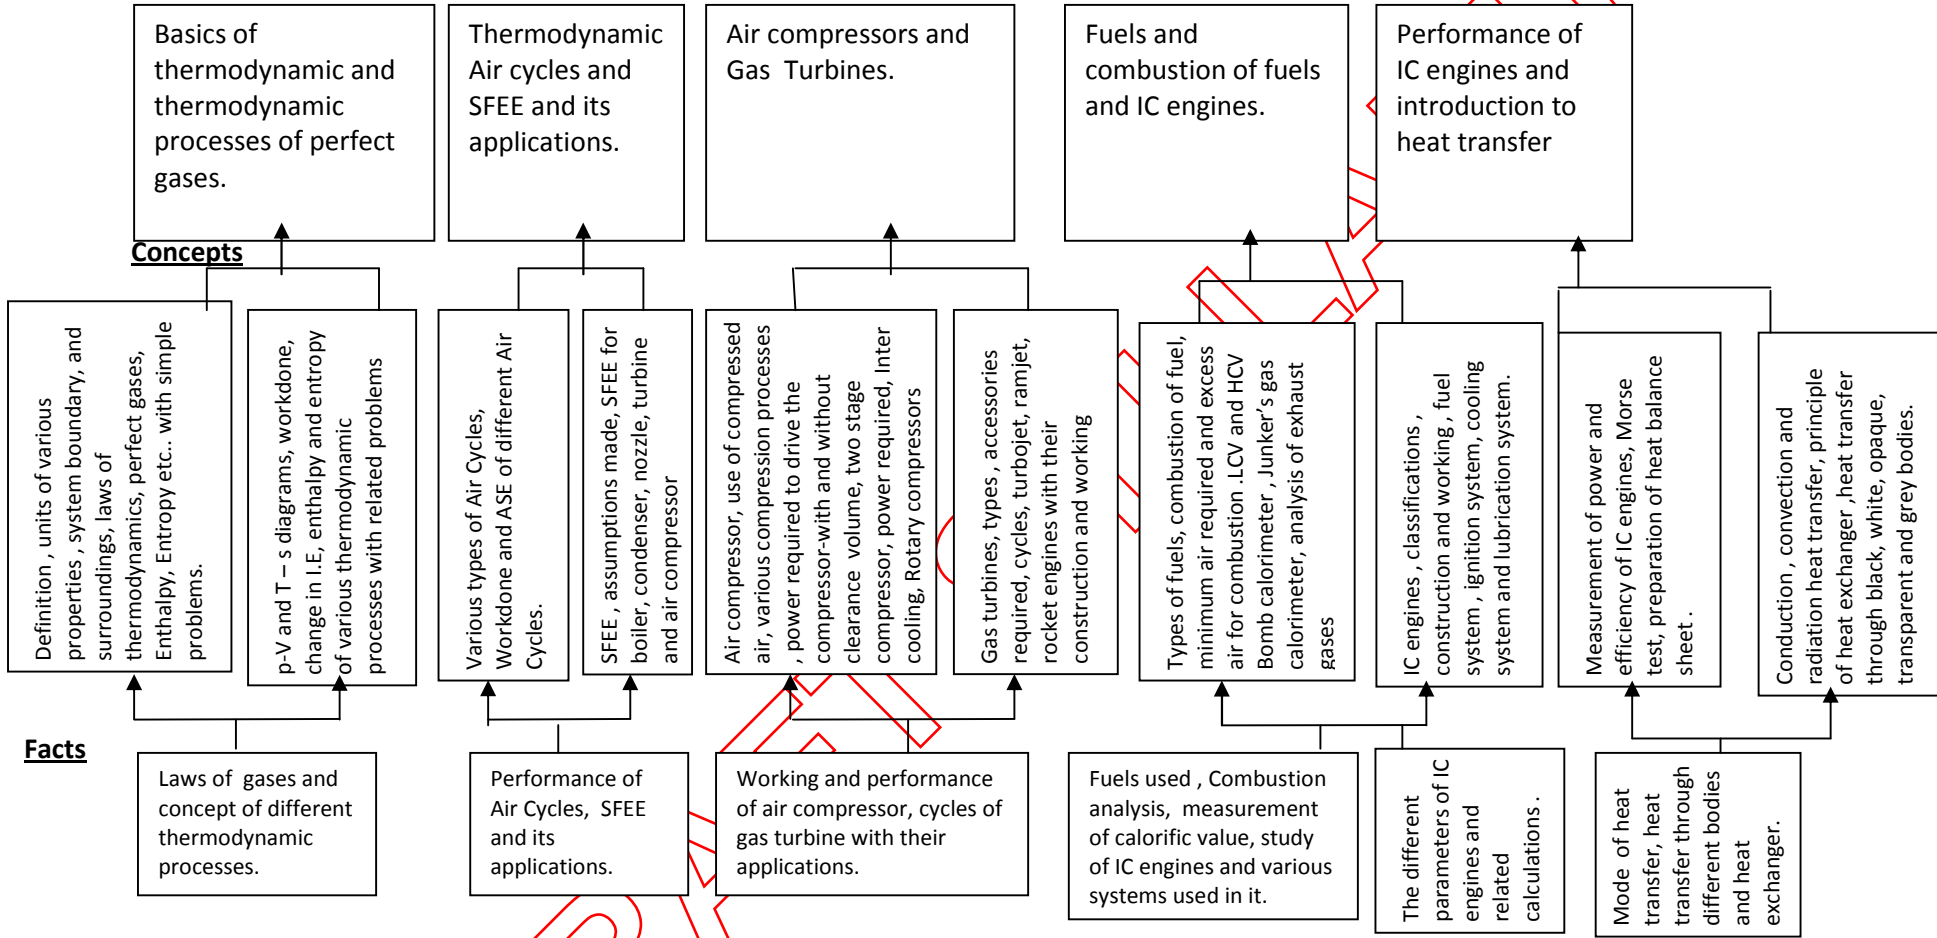 Basics of
thermodynamic and
thermodynamic
processes of perfect
gases.
Thermodynamic
Air cycles and
SFEE and its
applications.
Air compressors and
Gas Turbines.
Fuels and
combustion of fuels
and IC engines.
Performance of
IC engines and
introduction to
heat transfer
Concepts
Definition , units of various
properties , system boundary, and
surroundings, laws of
thermodynamics, perfect gases,
Enthalpy, Entropy etc.. with simple
problems.
p-V and T – s diagrams, workdone,
change in I.E, enthalpy and entropy
of various thermodynamic
processes with related problems
Various types of Air Cycles,
Workdone and ASE of different Air
Cycles.
SFEE , assumptions made, SFEE for
boiler, condenser, nozzle, turbine
and air compressor
Air compressor, use of compressed
air, various compression processes
, power required to drive the
compressor-with and without
clearance volume, two stage
compressor, power required, Inter
cooling, Rotary compressors
Gas turbines, types , accessories
required, cycles, turbojet, ramjet,
rocket engines with their
construction and working
Types of fuels, combustion of fuel,
minimum air required and excess
air for combustion .LCV and HCV
Bomb calorimeter , Junker's gas
calorimeter, analysis of exhaust
gases
IC engines , classifications ,
construction and working , fuel
system , ignition system, cooling
system and lubrication system.
Measurement of power and
efficiency of IC engines, Morse
test, preparation of heat balance
sheet .
Conduction , convection and
radiation heat transfer, principle
of heat exchanger ,heat transfer
through black, white, opaque,
transparent and grey bodies.
Facts
Laws of gases and
concept of different
thermodynamic
processes.
Performance of
Air Cycles, SFEE
and its
applications.
Working and performance
of air compressor, cycles of
gas turbine with their
applications.
Fuels used , Combustion
analysis, measurement
of calorific value, study
of IC engines and various
systems used in it.
The different
parameters of IC
engines and
related
calculations .
Mode of heat
transfer, heat
transfer through
different bodies
and heat
exchanger.